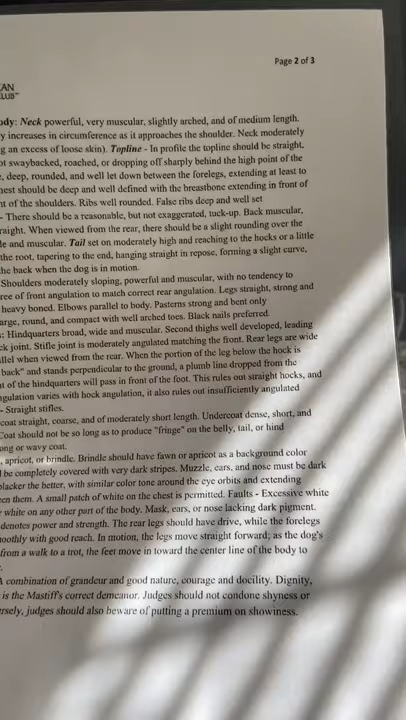 Page 2 of 3
CAN
CLUB
ody: Neck powerful, very muscular, slightly arched, and of medium length.
y increases in circumference as it approaches the shoulder. Neck moderately
g an excess of loose skin). Topline - In profile the topline should be straight,
ot swaybacked, roached, or dropping off sharply behind the high point of the
, deep, rounded, and well let down between the forelegs, extending at least to
hest should be deep and well defined with the breastbone extending in front of
nt of the shoulders. Ribs well rounded. False ribs deep and well set
- There should be a reasonable, but not exaggerated, tuck-up. Back muscular,
raight. When viewed from the rear, there should be a slight rounding over the
de and muscular. Tail set on moderately high and reaching to the hocks or a little
the root, tapering to the end, hanging straight in repose, forming a slight curve,
the back when the dog is in motion.
Shoulders moderately sloping, powerful and muscular, with no tendency to
ree of front angulation to match correct rear angulation. Legs straight, strong and
heavy boned. Elbows parallel to body. Pasterns strong and bent only
arge, round, and compact with well arched toes. Black nails preferred.
: Hindquarters broad, wide and muscular. Second thighs well developed, leading
ck joint. Stifle joint is moderately angulated matching the front. Rear legs are wide
llel when viewed from the rear. When the portion of the leg below the hock is
back" and stands perpendicular to the ground, a plumb line dropped from the
nt of the hindquarters will pass in front of the foot. This rules out straight hocks, and
ngulation varies with hock angulation, it also rules out insufficiently angulated
- Straight stifles.
coat straight, coarse, and of moderately short length. Undercoat dense, short, and
Coat should not be so long as to produce "fringe" on the belly, tail, or hind
ong or wavy coat.
, apricot, or brindle. Brindle should have fawn or apricot as a background color
l be completely covered with very dark stripes. Muzzle, ears, and nose must be dark
blacker the better, with similar color tone around the eye orbits and extending
een them. A small patch of white on the chest is permitted. Faults - Excessive white
r white on any other part of the body. Mask, ears, or nose lacking dark pigment.
denotes power and strength. The rear legs should have drive, while the forelegs
moothly with good reach. In motion, the legs move straight forward; as the dog's
from a walk to a trot, the feet move in toward the center line of the body to
.
A combination of grandeur and good nature, courage and docility. Dignity,
is the Mastiff's correct demeanor. Judges should not condone shyness or
rsely, judges should also beware of putting a premium on showiness.